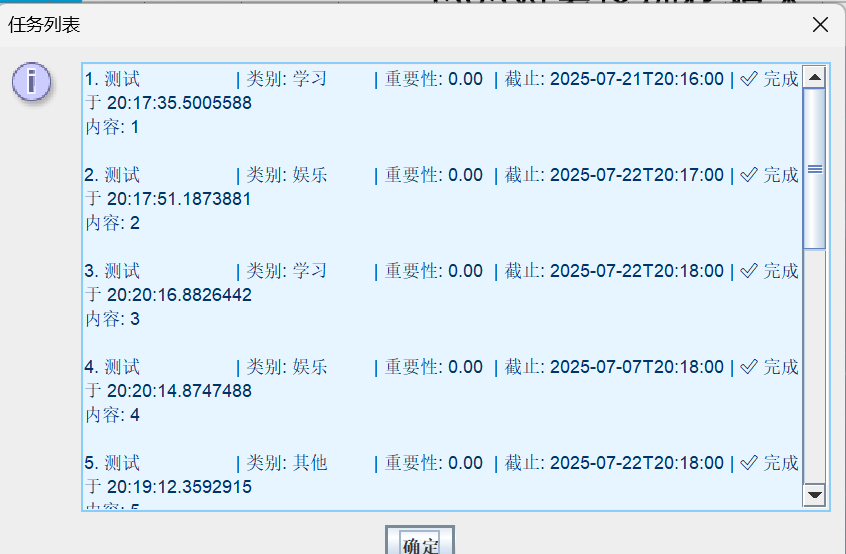 任务列表
1. 测试 | 类别: 学习 | 重要性: 0.00 | 截止: 2025-07-21T20:16:00 | ✓ 完成
于 20:17:35.5005588
内容: 1
2. 测试 | 类别: 娱乐 | 重要性: 0.00 | 截止: 2025-07-22T20:17:00 | ✓ 完成
于 20:17:51.1873881
内容: 2
3. 测试 | 类别: 学习 | 重要性: 0.00 | 截止: 2025-07-22T20:18:00 | ✓ 完成
于 20:20:16.8826442
内容: 3
4. 测试 | 类别: 娱乐 | 重要性: 0.00 | 截止: 2025-07-07T20:18:00 | ✓ 完成
于 20:20:14.8747488
内容: 4
5. 测试 | 类别: 其他 | 重要性: 0.00 | 截止: 2025-07-22T20:18:00 | ✓ 完成
于 20:19:12.3592915
内容: 5
确定